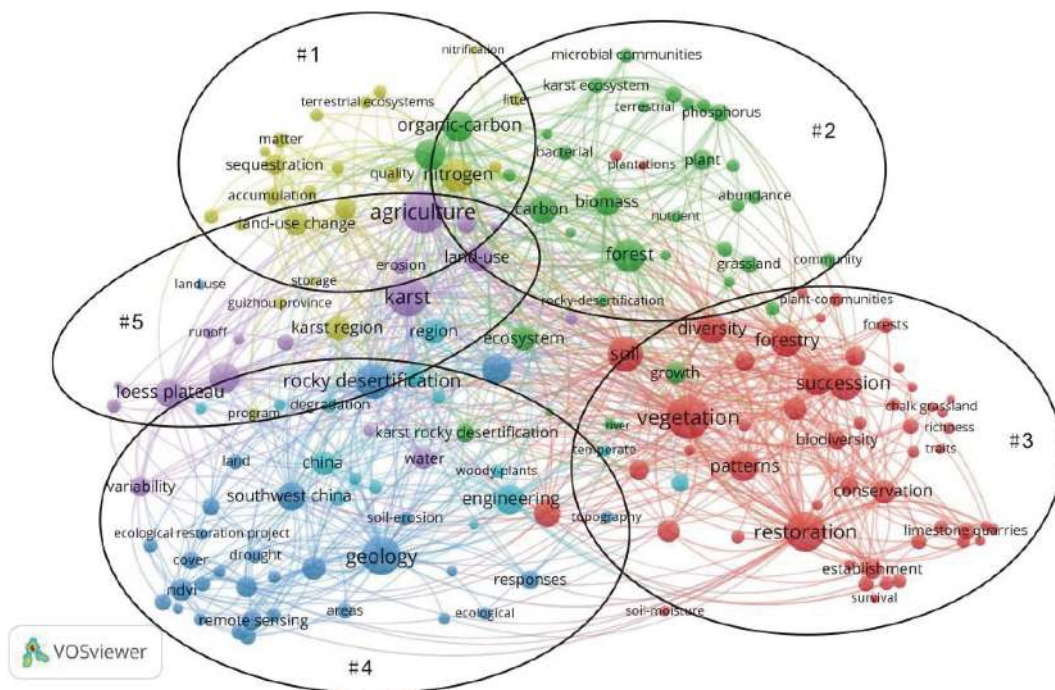 #1
nitrification
microbial communities
karst ecosystem
terrestrial ecosystems
litter
terrestrial
phosphorus
organic-carbon
#2
matter
bacterial
sequestration
quality
nitrogen
plantations
plant
accumulation
agriculture
carbon
biomass
abundance
land-use change
nutrient
land-use
forest
erosion
grassland
community
land use
storage
guizhou province
karst
rocky-desertification
plant-communities
#5
runoff
karst region
region
ecosystem
diversity
forestry
forests
soil
loess plateau
rocky desertification
growth
succession
degradation
program
vegetation
chalk grassland
karst rocky desertification
river
richness
biodiversity
#3
temperate
traits
land
china
water
woody-plants
patterns
variability
southwest china
engineering
conservation
soil-erosion
topography
ecological restoration project
restoration
limestone quarries
cover
drought
geology
ndvi
responses
establishment
survival
areas
ecological
soil-moisture
remote sensing
VOSviewer
#4